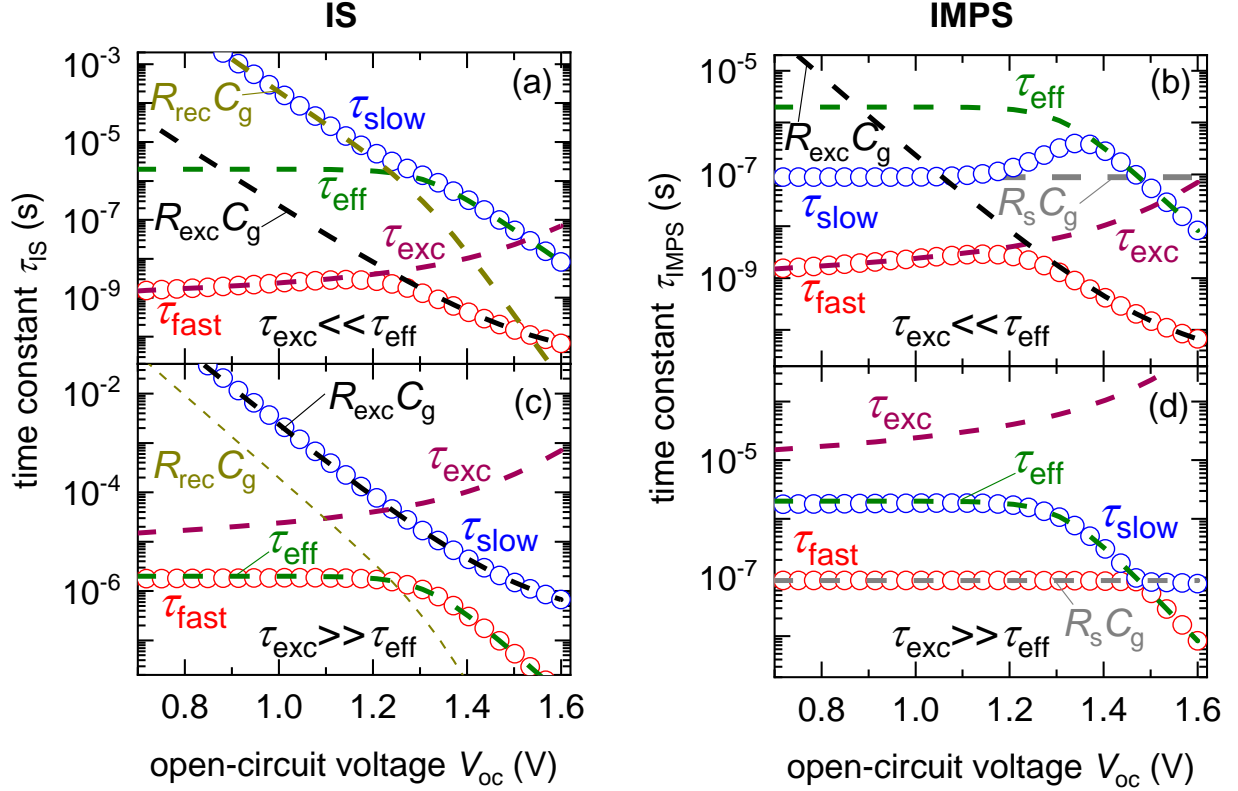 IS
IMPS
(a)
10⁻³
10⁻⁵
10⁻⁷
10⁻⁹
time constant τ_IS (s)
R_rec C_g
τ_slow
τ_eff
R_exc C_g
τ_exc
τ_fast
τ_exc<<τ_eff
(b)
10⁻⁵
10⁻⁶
10⁻⁷
10⁻⁹
time constant τ_IMPS (s)
τ_eff
R_exc C_g
R_s C_g
τ_slow
τ_exc
τ_fast
τ_exc<<τ_eff
(c)
10⁻²
10⁻⁴
10⁻⁶
time constant (s)
R_exc C_g
R_rec C_g
τ_exc
τ_eff
τ_slow
τ_fast
τ_exc>>τ_eff
0.8 1.0 1.2 1.4 1.6
open-circuit voltage V_oc (V)
(d)
10⁻⁵
10⁻⁷
τ_exc
τ_eff
τ_slow
τ_fast
R_s C_g
τ_exc>>τ_eff
0.8 1.0 1.2 1.4 1.6
open-circuit voltage V_oc (V)